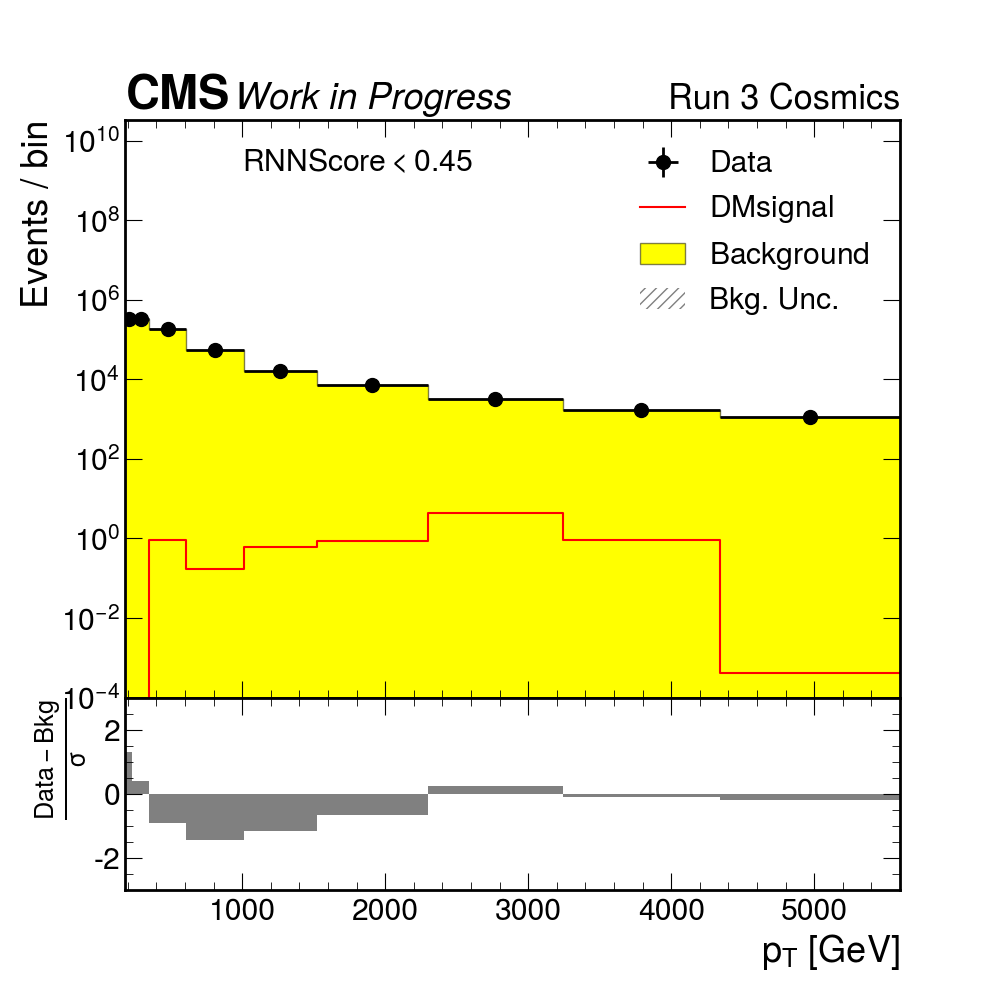 CMS Work in Progress Run 3 Cosmics
Events / bin
RNNScore < 0.45
Data
DMsignal
Background
Bkg. Unc.
10¹⁰
10⁸
10⁶
10⁴
10²
10⁰
10⁻²
10⁻⁴
Data – Bkg
σ
2
0
-2
1000 2000 3000 4000 5000
p_T [GeV]